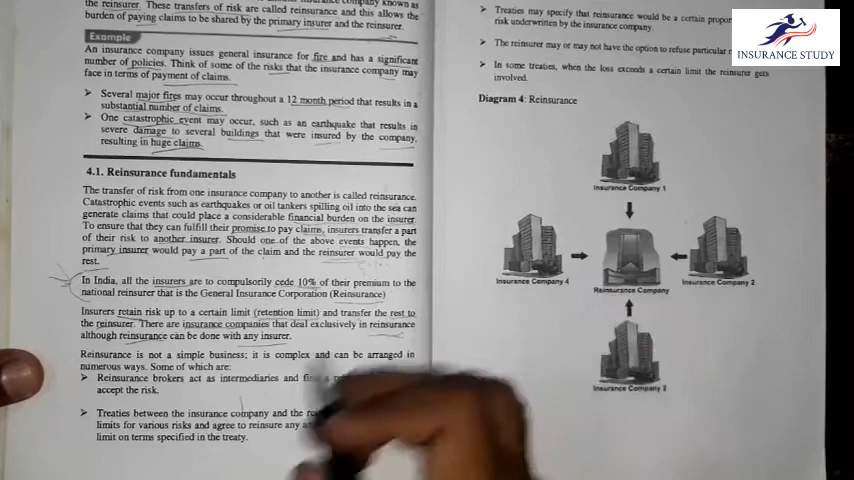 the reinsurer. These transfers of risk are called reinsurance and this allows the
burden of paying claims to be shared by the primary insurer and the reinsurer.
Example
An insurance company issues general insurance for fire and has a significant
number of policies. Think of some of the risks that the insurance company may
face in terms of payment of claims.
➢ Several major fires may occur throughout a 12 month period that results in a
substantial number of claims.
➢ One catastrophic event may occur, such as an earthquake that results in
severe damage to several buildings that were insured by the company,
resulting in huge claims.
4.1. Reinsurance fundamentals
The transfer of risk from one insurance company to another is called reinsurance.
Catastrophic events such as earthquakes or oil tankers spilling oil into the sea can
generate claims that could place a considerable financial burden on the insurer.
To ensure that they can fulfill their promise to pay claims, insurers transfer a part
of their risk to another insurer. Should one of the above events happen, the
primary insurer would pay a part of the claim and the reinsurer would pay the
rest.
In India, all the insurers are to compulsorily cede 10% of their premium to the
national reinsurer that is the General Insurance Corporation (Reinsurance)
Insurers retain risk up to a certain limit (retention limit) and transfer the rest to
the reinsurer. There are insurance companies that deal exclusively in reinsurance
although reinsurance can be done with any insurer.
Reinsurance is not a simple business; it is complex and can be arranged in
numerous ways. Some of which are:
➢ Reinsurance brokers act as intermediaries and
accept the risk.
➢ Treaties between the insurance company and the
limits for various risks and agree to reinsure any
limit on terms specified in the treaty.
➢ Treaties may specify that reinsurance would be a certain
risk underwritten by the insurance company.
➢ The reinsurer may or may not have the option to refuse particular
➢ In some treaties, when the loss exceeds a certain limit the reinsurer gets
involved.
Diagram 4: Reinsurance
Insurance Company 1
Insurance Company 4
Reinsurance Company
Insurance Company 2
Insurance Company 2
INSURANCE STUDY